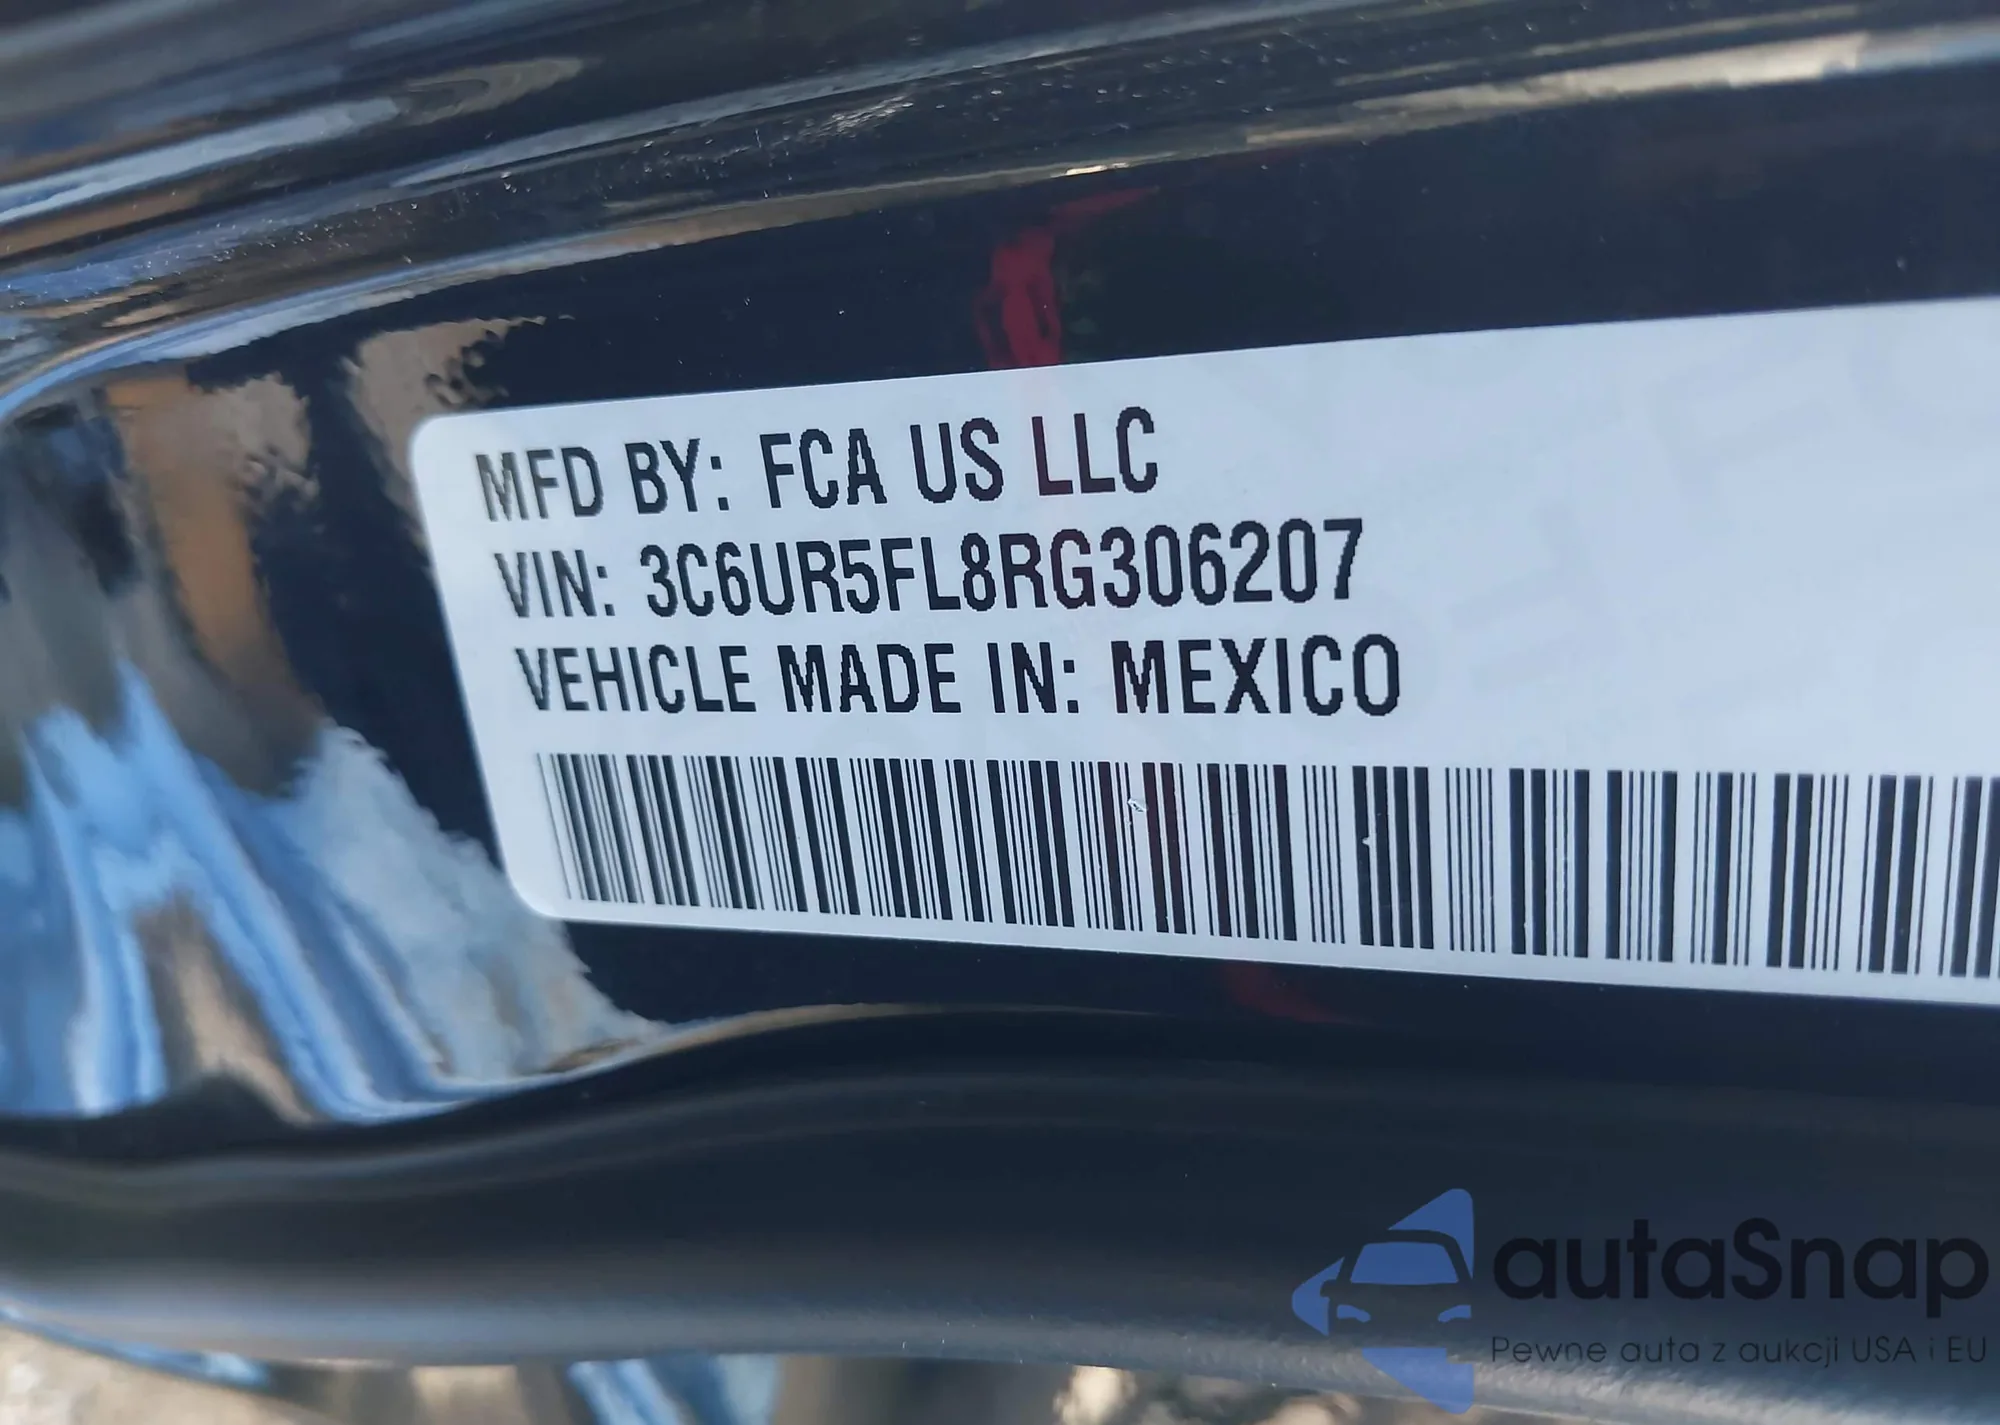 MFD BY: FCA US LLC
VIN: 3C6UR5FL8RG306207
VEHICLE MADE IN: MEXICO
autaSnap
Pewne auta z aukcji USA i EU